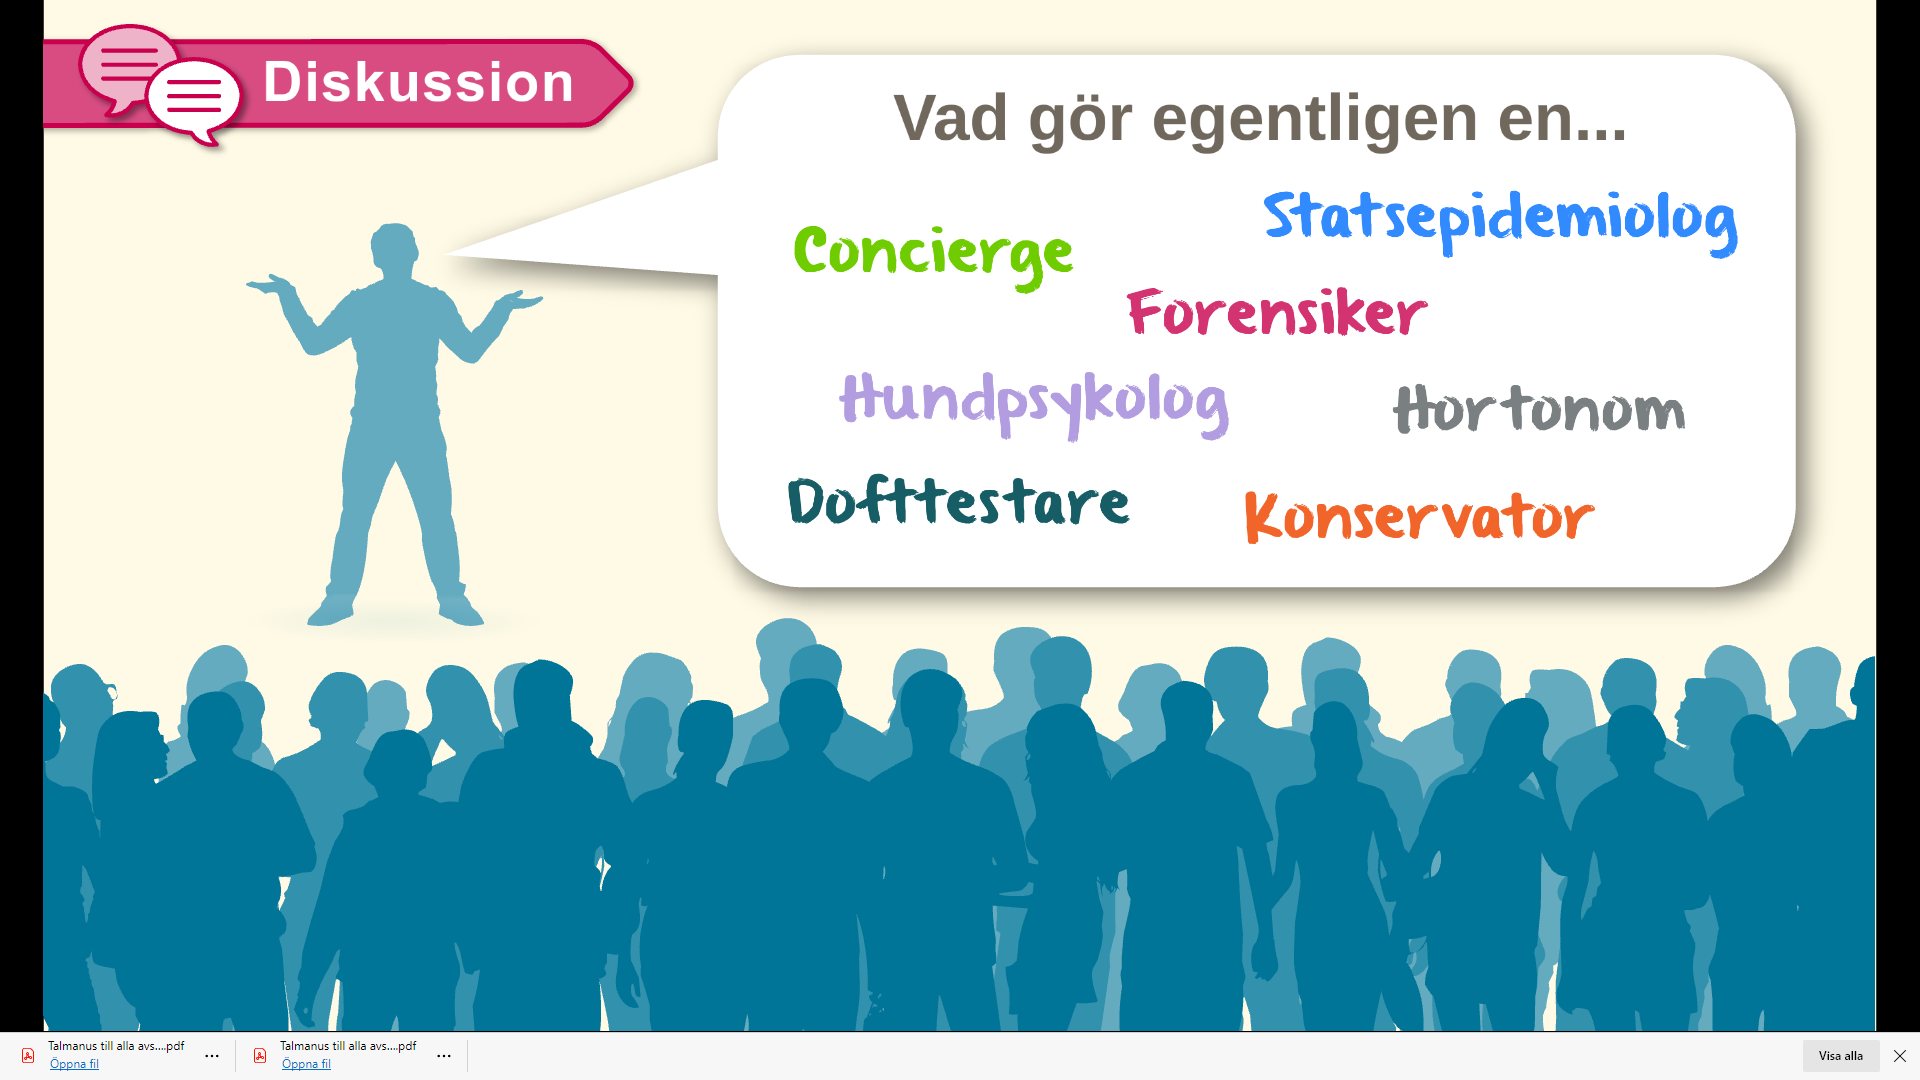 Diskussion
Vad gör egentligen en...
Statsepidemiolog
Concierge
Forensiker
Hundpsykolog
Hortonom
Dofttestare
Konservator
Talmanus till alla avs....pdf
Öppna fil
Talmanus till alla avs....pdf
Öppna fil
Visa alla